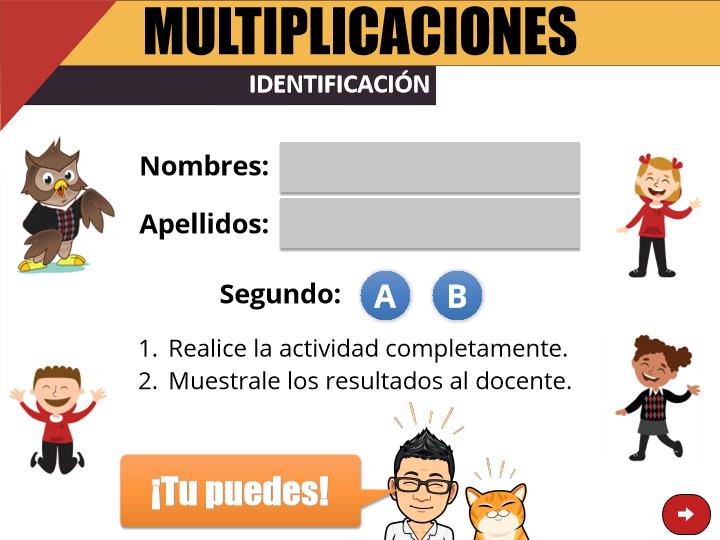 MULTIPLICACIONES
IDENTIFICACIÓN
Nombres:
Apellidos:
Segundo: A B
1. Realice la actividad completamente.
2. Muestrale los resultados al docente.
¡Tu puedes!